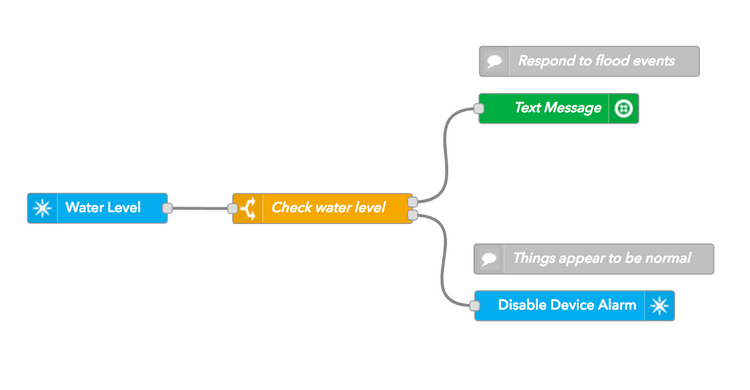 Respond to flood events
Text Message
Water Level
Check water level
Things appear to be normal
Disable Device Alarm